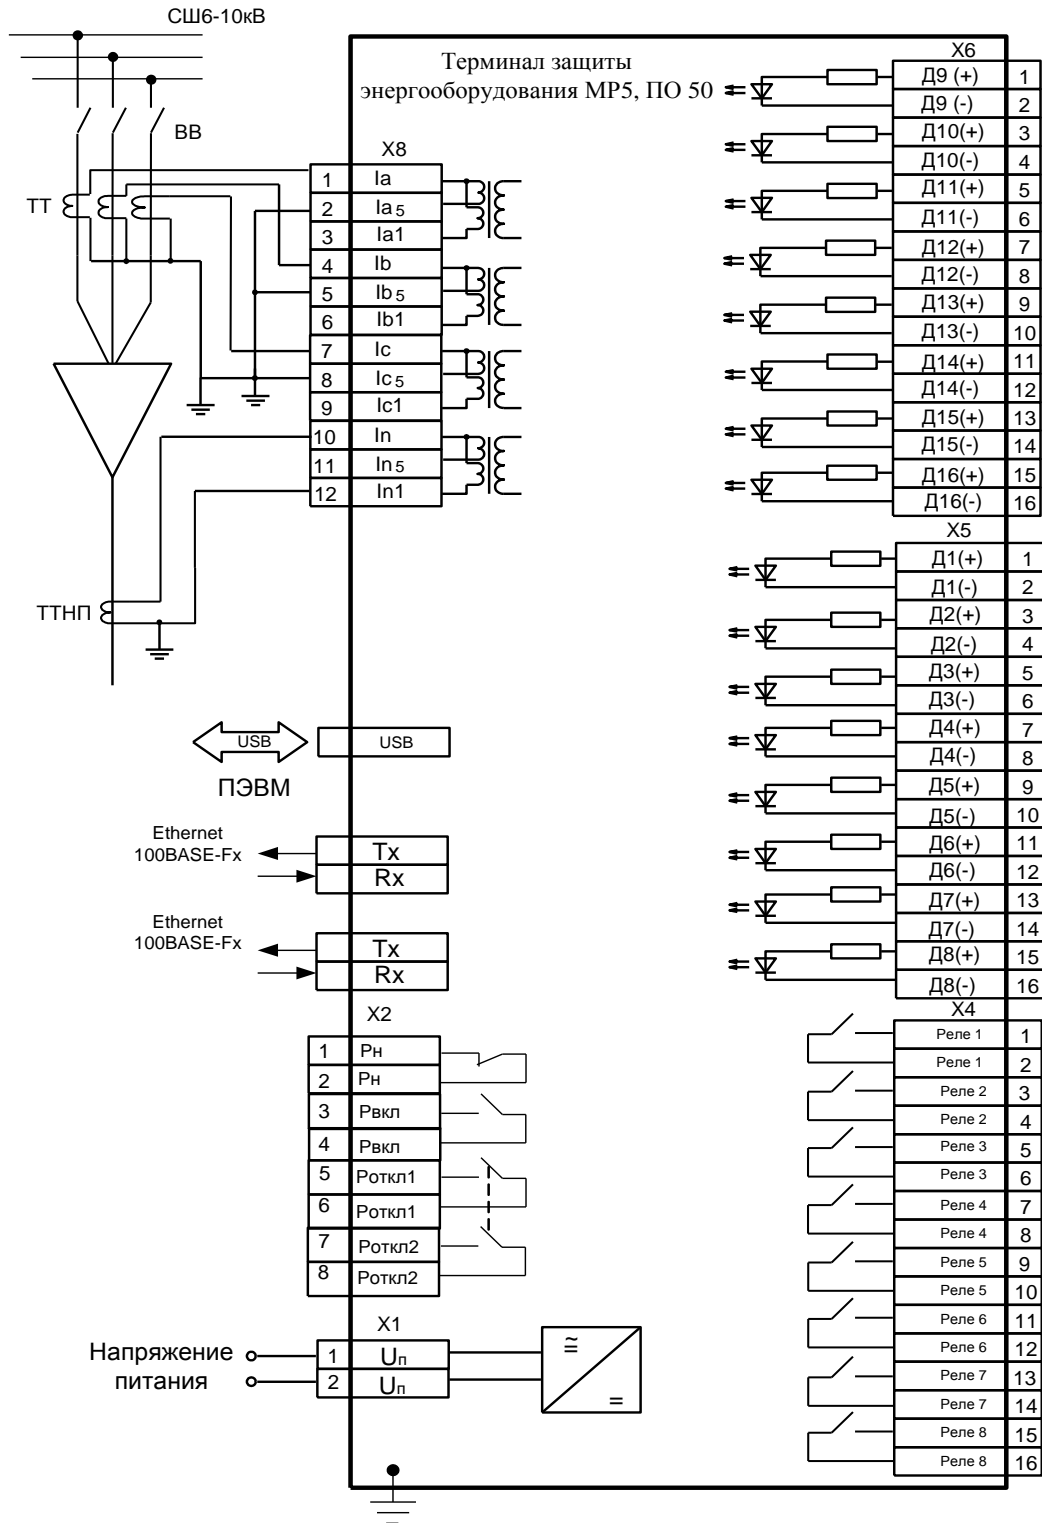 СШ6-10кВ
ВВ
ТТ
ТТНП
Терминал защиты
энергооборудования МР5, ПО 50
X8
1 Ia
2 Ia 5
3 Ia1
4 Ib
5 Ib 5
6 Ib1
7 Ic
8 Ic 5
9 Ic1
10 In
11 In 5
12 In1
USB USB
ПЭВМ
Ethernet
100BASE-Fx
Tx
Rx
Ethernet
100BASE-Fx
Tx
Rx
X2
1 Рн
2 Рн
3 Рвкл
4 Рвкл
5 Роткл1
6 Роткл1
7 Роткл2
8 Роткл2
X1
Напряжение
питания
1 Uп
2 Uп
≅
=
X6
Д9 (+) 1
Д9 (-) 2
Д10(+) 3
Д10(-) 4
Д11(+) 5
Д11(-) 6
Д12(+) 7
Д12(-) 8
Д13(+) 9
Д13(-) 10
Д14(+) 11
Д14(-) 12
Д15(+) 13
Д15(-) 14
Д16(+) 15
Д16(-) 16
X5
Д1(+) 1
Д1(-) 2
Д2(+) 3
Д2(-) 4
Д3(+) 5
Д3(-) 6
Д4(+) 7
Д4(-) 8
Д5(+) 9
Д5(-) 10
Д6(+) 11
Д6(-) 12
Д7(+) 13
Д7(-) 14
Д8(+) 15
Д8(-) 16
X4
Реле 1 1
Реле 1 2
Реле 2 3
Реле 2 4
Реле 3 5
Реле 3 6
Реле 4 7
Реле 4 8
Реле 5 9
Реле 5 10
Реле 6 11
Реле 6 12
Реле 7 13
Реле 7 14
Реле 8 15
Реле 8 16